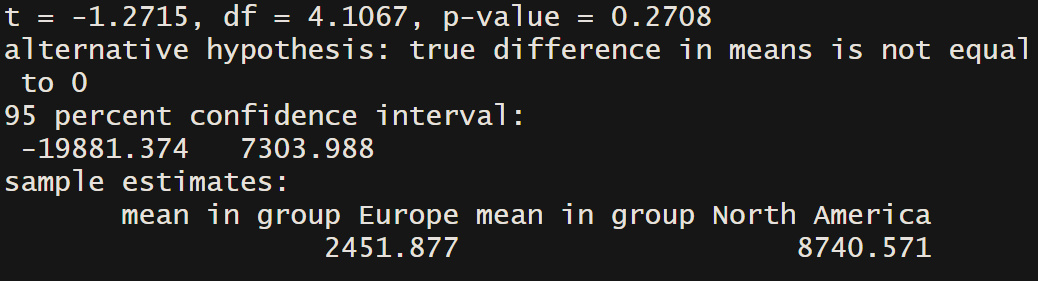 t = -1.2715, df = 4.1067, p-value = 0.2708
alternative hypothesis: true difference in means is not equal
 to 0
95 percent confidence interval:
 -19881.374   7303.988
sample estimates:
       mean in group Europe mean in group North America
                   2451.877                    8740.571